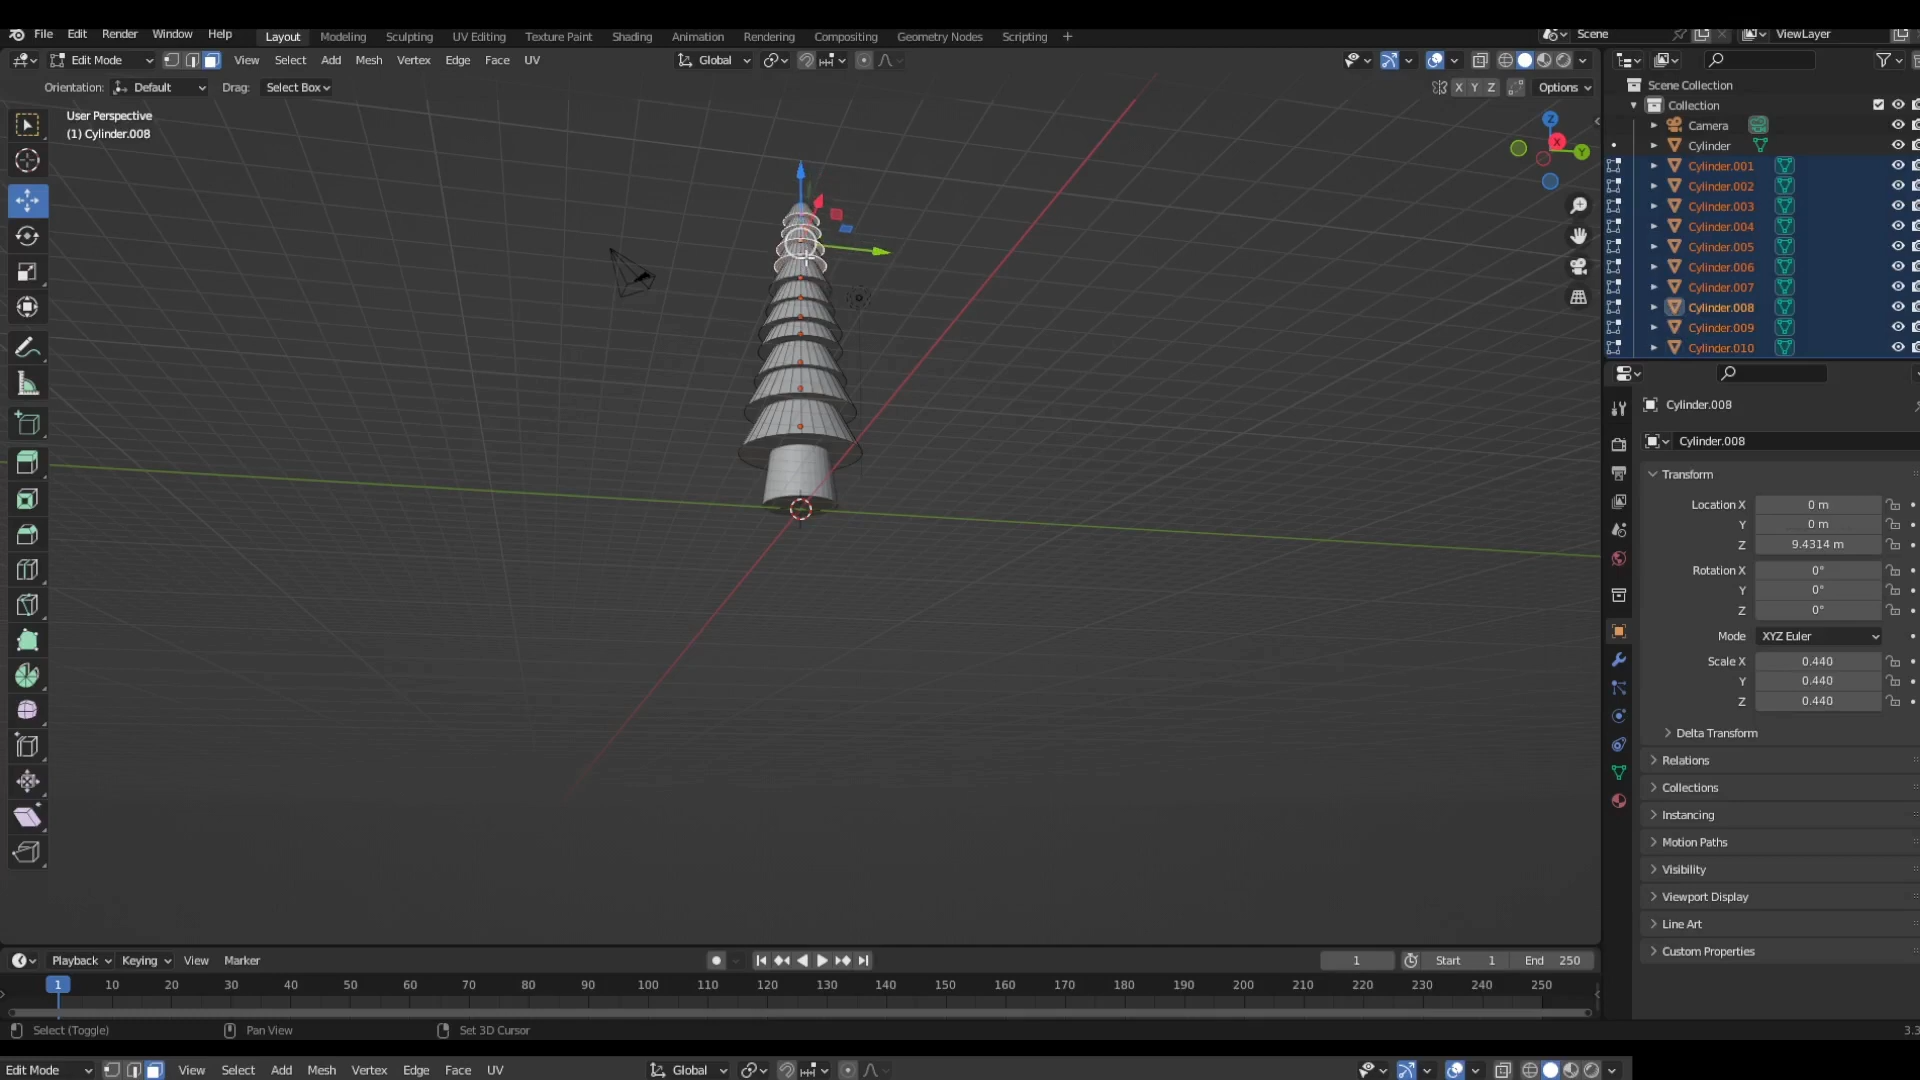 File Edit Render Window Help Layout Modeling Sculpting UV Editing Texture Paint Shading Animation Rendering Compositing Geometry Nodes Scripting + Scene ViewLayer
Edit Mode View Select Add Mesh Vertex Edge Face UV Global
Orientation: Default Drag: Select Box X Y Z Options
User Perspective
(1) Cylinder.008
Z
X
Y
Scene Collection
Collection
Camera
Cylinder
Cylinder.001
Cylinder.002
Cylinder.003
Cylinder.004
Cylinder.005
Cylinder.006
Cylinder.007
Cylinder.008
Cylinder.009
Cylinder.010
Cylinder.008
Cylinder.008
Transform
Location X 0 m
Y 0 m
Z 9.4314 m
Rotation X 0°
Y 0°
Z 0°
Mode XYZ Euler
Scale X 0.440
Y 0.440
Z 0.440
Delta Transform
Relations
Collections
Instancing
Motion Paths
Visibility
Viewport Display
Line Art
Custom Properties
Playback Keying View Marker 1 Start 1 End 250
1 10 20 30 40 50 60 70 80 90 100 110 120 130 140 150 160 170 180 190 200 210 220 230 240 250
Select (Toggle) Pan View Set 3D Cursor 3.3
Edit Mode View Select Add Mesh Vertex Edge Face UV Global